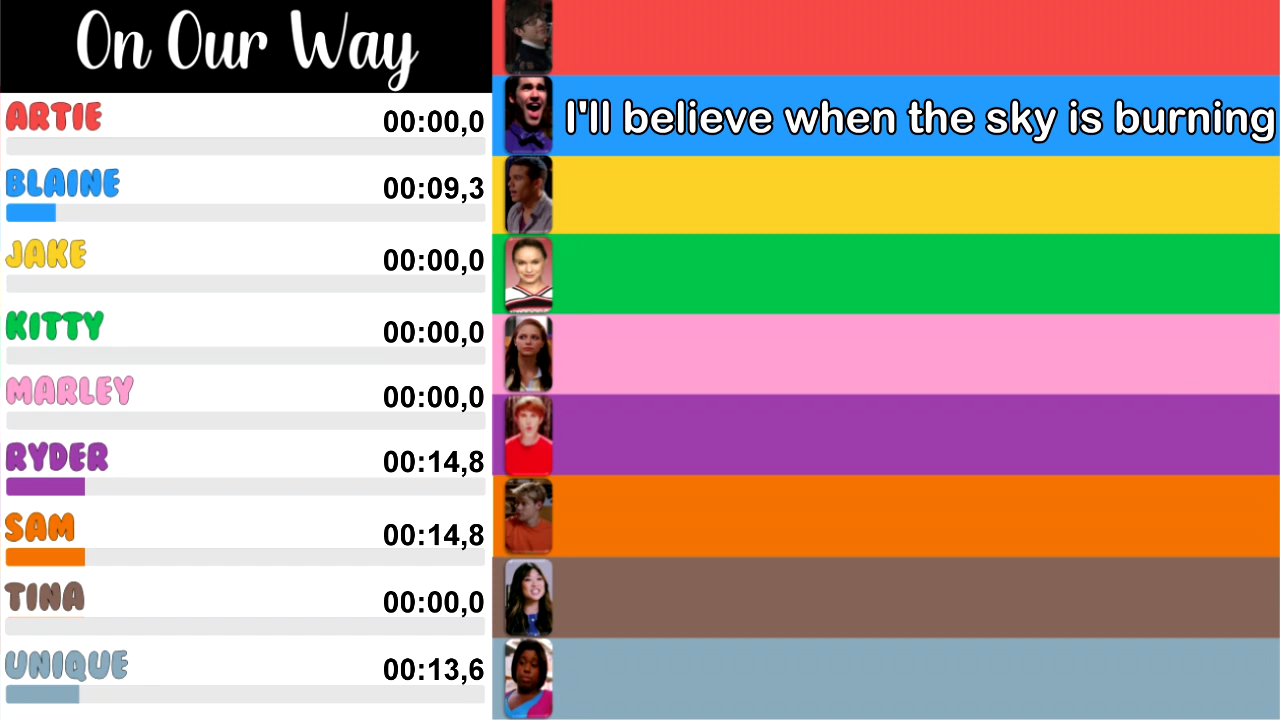 On Our Way
ARTIE 00:00,0
I'll believe when the sky is burning
BLAINE 00:09,3
JAKE 00:00,0
KITTY 00:00,0
MARLEY 00:00,0
RYDER 00:14,8
SAM 00:14,8
TINA 00:00,0
UNIQUE 00:13,6